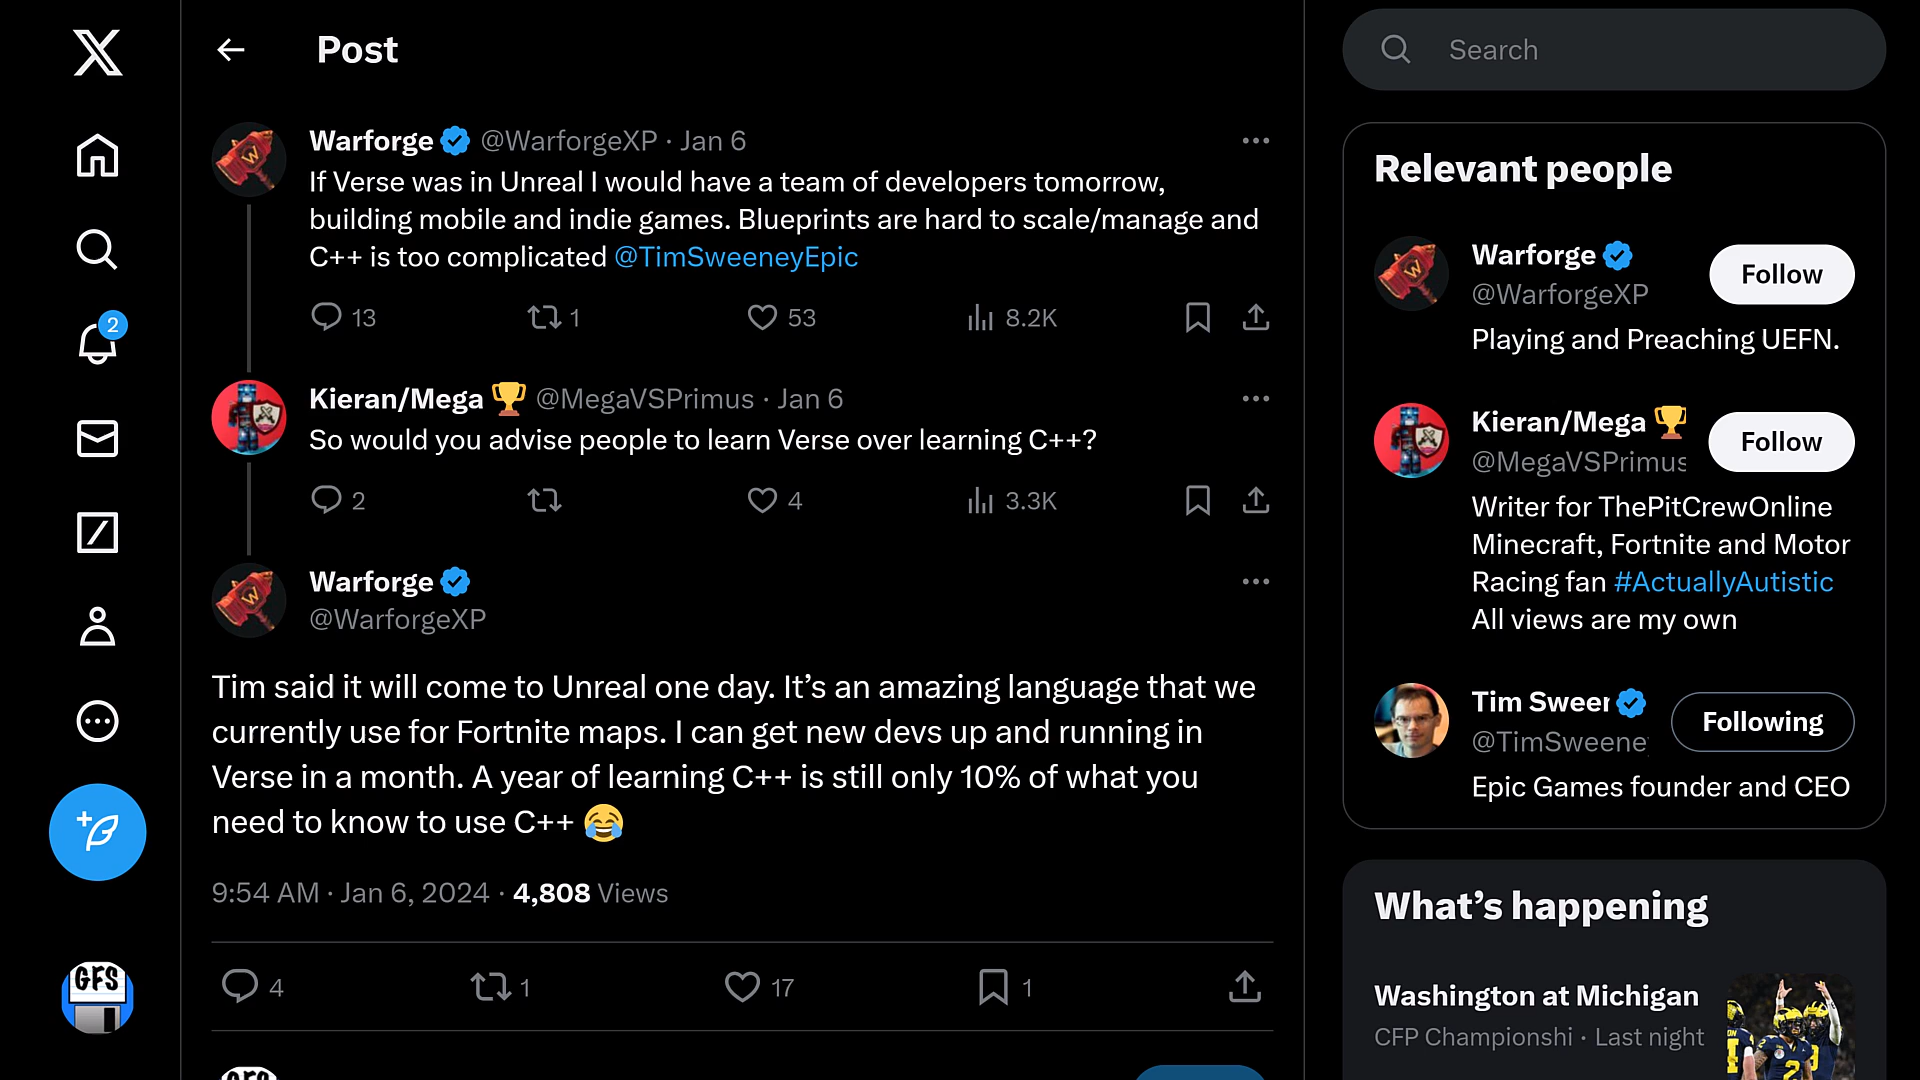 Post
Warforge @WarforgeXP · Jan 6
If Verse was in Unreal I would have a team of developers tomorrow,
building mobile and indie games. Blueprints are hard to scale/manage and
C++ is too complicated @TimSweeneyEpic
13 1 53 8.2K
Kieran/Mega 🏆 @MegaVSPrimus · Jan 6
So would you advise people to learn Verse over learning C++?
2 4 3.3K
Warforge
@WarforgeXP
Tim said it will come to Unreal one day. It’s an amazing language that we
currently use for Fortnite maps. I can get new devs up and running in
Verse in a month. A year of learning C++ is still only 10% of what you
need to know to use C++ 😂
9:54 AM · Jan 6, 2024 · 4,808 Views
4 1 17 1
2
GFS
Search
Relevant people
Warforge
@WarforgeXP
Follow
Playing and Preaching UEFN.
Kieran/Mega 🏆
@MegaVSPrimus
Follow
Writer for ThePitCrewOnline
Minecraft, Fortnite and Motor
Racing fan #ActuallyAutistic
All views are my own
Tim Sweer
@TimSweene
Following
Epic Games founder and CEO
What’s happening
Washington at Michigan
CFP Championshi · Last night